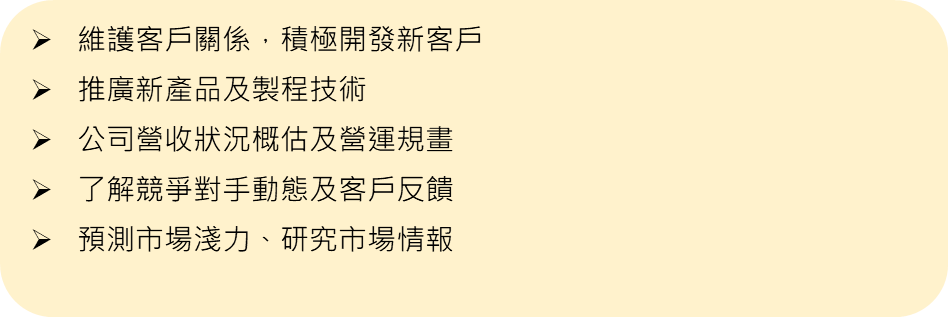 ➢ 維護客戶關係，積極開發新客戶
➢ 推廣新產品及製程技術
➢ 公司營收狀況概估及營運規畫
➢ 了解競爭對手動態及客戶反饋
➢ 預測市場淺力、研究市場情報